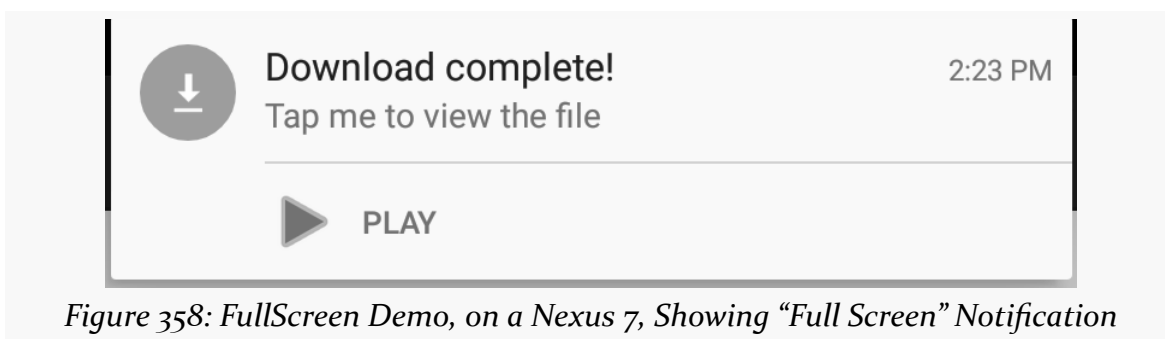 Download complete! 2:23 PM
Tap me to view the file
PLAY
Figure 358: FullScreen Demo, on a Nexus 7, Showing “Full Screen” Notification